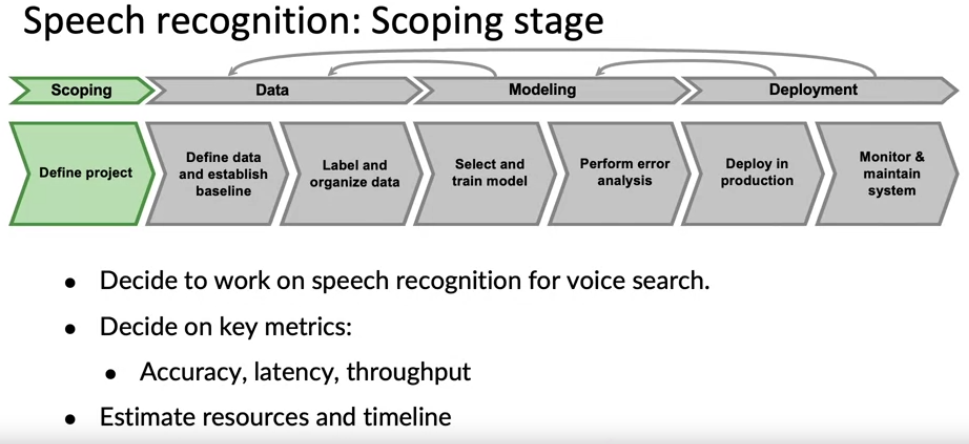 Speech recognition: Scoping stage
Scoping
Data
Modeling
Deployment
Define project
Define data
and establish
baseline
Label and
organize data
Select and
train model
Perform error
analysis
Deploy in
production
Monitor &
maintain
system
• Decide to work on speech recognition for voice search.
• Decide on key metrics:
• Accuracy, latency, throughput
• Estimate resources and timeline